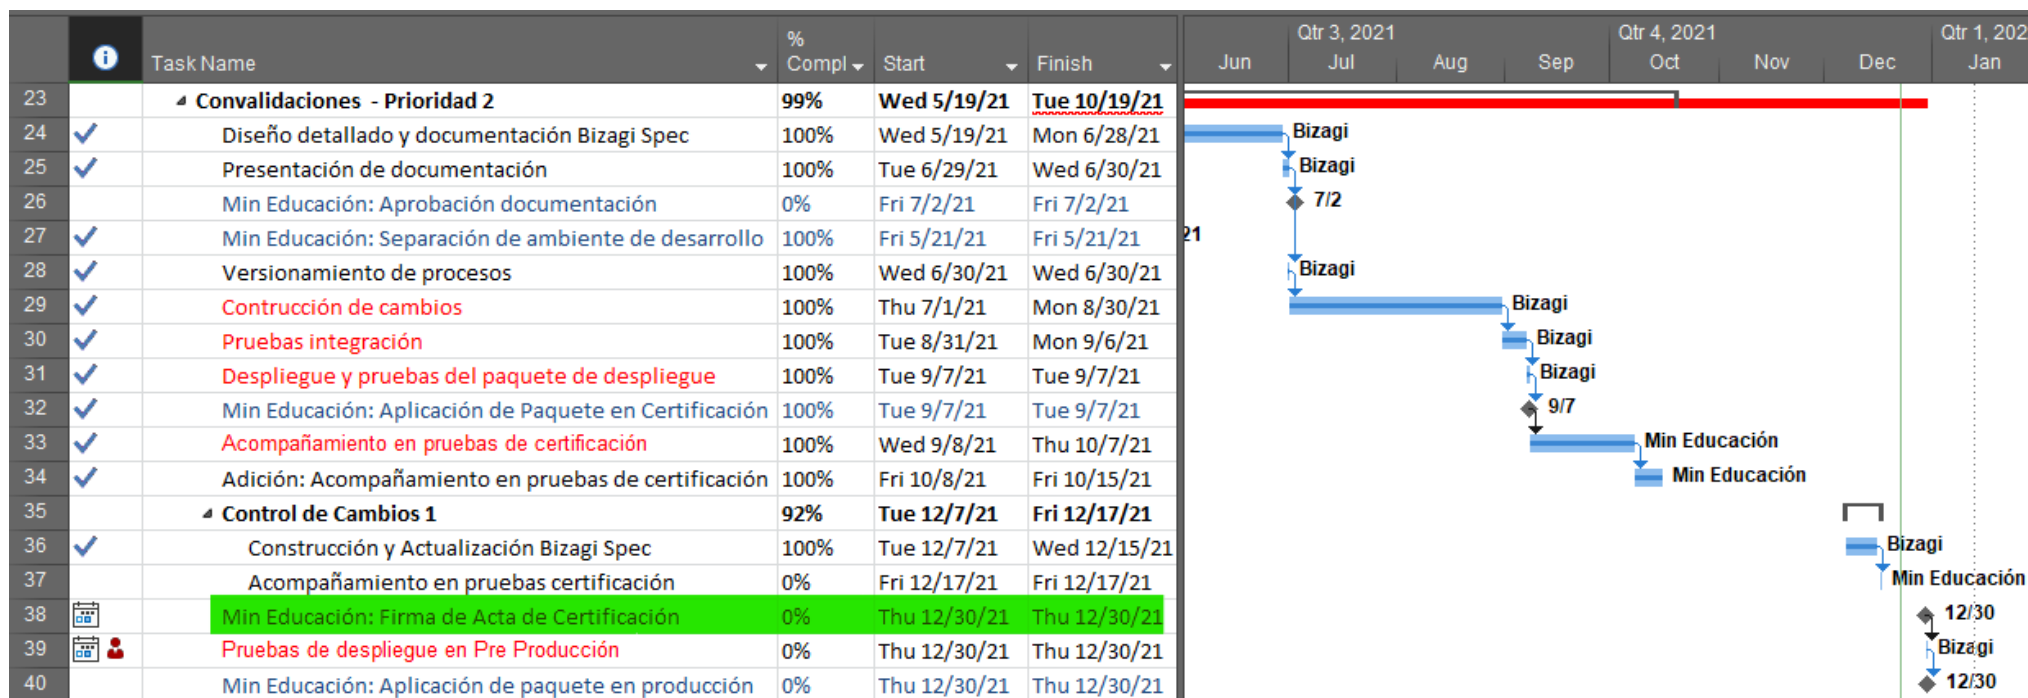 Qtr 3, 2021 Qtr 4, 2021 Qtr 1, 202
% Compl
Task Name Start Finish Jun Jul Aug Sep Oct Nov Dec Jan
23 Convalidaciones - Prioridad 2 99% Wed 5/19/21 Tue 10/19/21
24 Diseño detallado y documentación Bizagi Spec 100% Wed 5/19/21 Mon 6/28/21 Bizagi
25 Presentación de documentación 100% Tue 6/29/21 Wed 6/30/21 Bizagi
26 Min Educación: Aprobación documentación 0% Fri 7/2/21 Fri 7/2/21 7/2
27 Min Educación: Separación de ambiente de desarrollo 100% Fri 5/21/21 Fri 5/21/21 21
28 Versionamiento de procesos 100% Wed 6/30/21 Wed 6/30/21 Bizagi
29 Contrucción de cambios 100% Thu 7/1/21 Mon 8/30/21 Bizagi
30 Pruebas integración 100% Tue 8/31/21 Mon 9/6/21 Bizagi
31 Despliegue y pruebas del paquete de despliegue 100% Tue 9/7/21 Tue 9/7/21 Bizagi
32 Min Educación: Aplicación de Paquete en Certificación 100% Tue 9/7/21 Tue 9/7/21 9/7
33 Acompañamiento en pruebas de certificación 100% Wed 9/8/21 Thu 10/7/21 Min Educación
34 Adición: Acompañamiento en pruebas de certificación 100% Fri 10/8/21 Fri 10/15/21 Min Educación
35 Control de Cambios 1 92% Tue 12/7/21 Fri 12/17/21
36 Construcción y Actualización Bizagi Spec 100% Tue 12/7/21 Wed 12/15/21 Bizagi
37 Acompañamiento en pruebas certificación 0% Fri 12/17/21 Fri 12/17/21 Min Educación
38 Min Educación: Firma de Acta de Certificación 0% Thu 12/30/21 Thu 12/30/21 12/30
39 Pruebas de despliegue en Pre Producción 0% Thu 12/30/21 Thu 12/30/21 Bizagi
40 Min Educación: Aplicación de paquete en producción 0% Thu 12/30/21 Thu 12/30/21 12/30